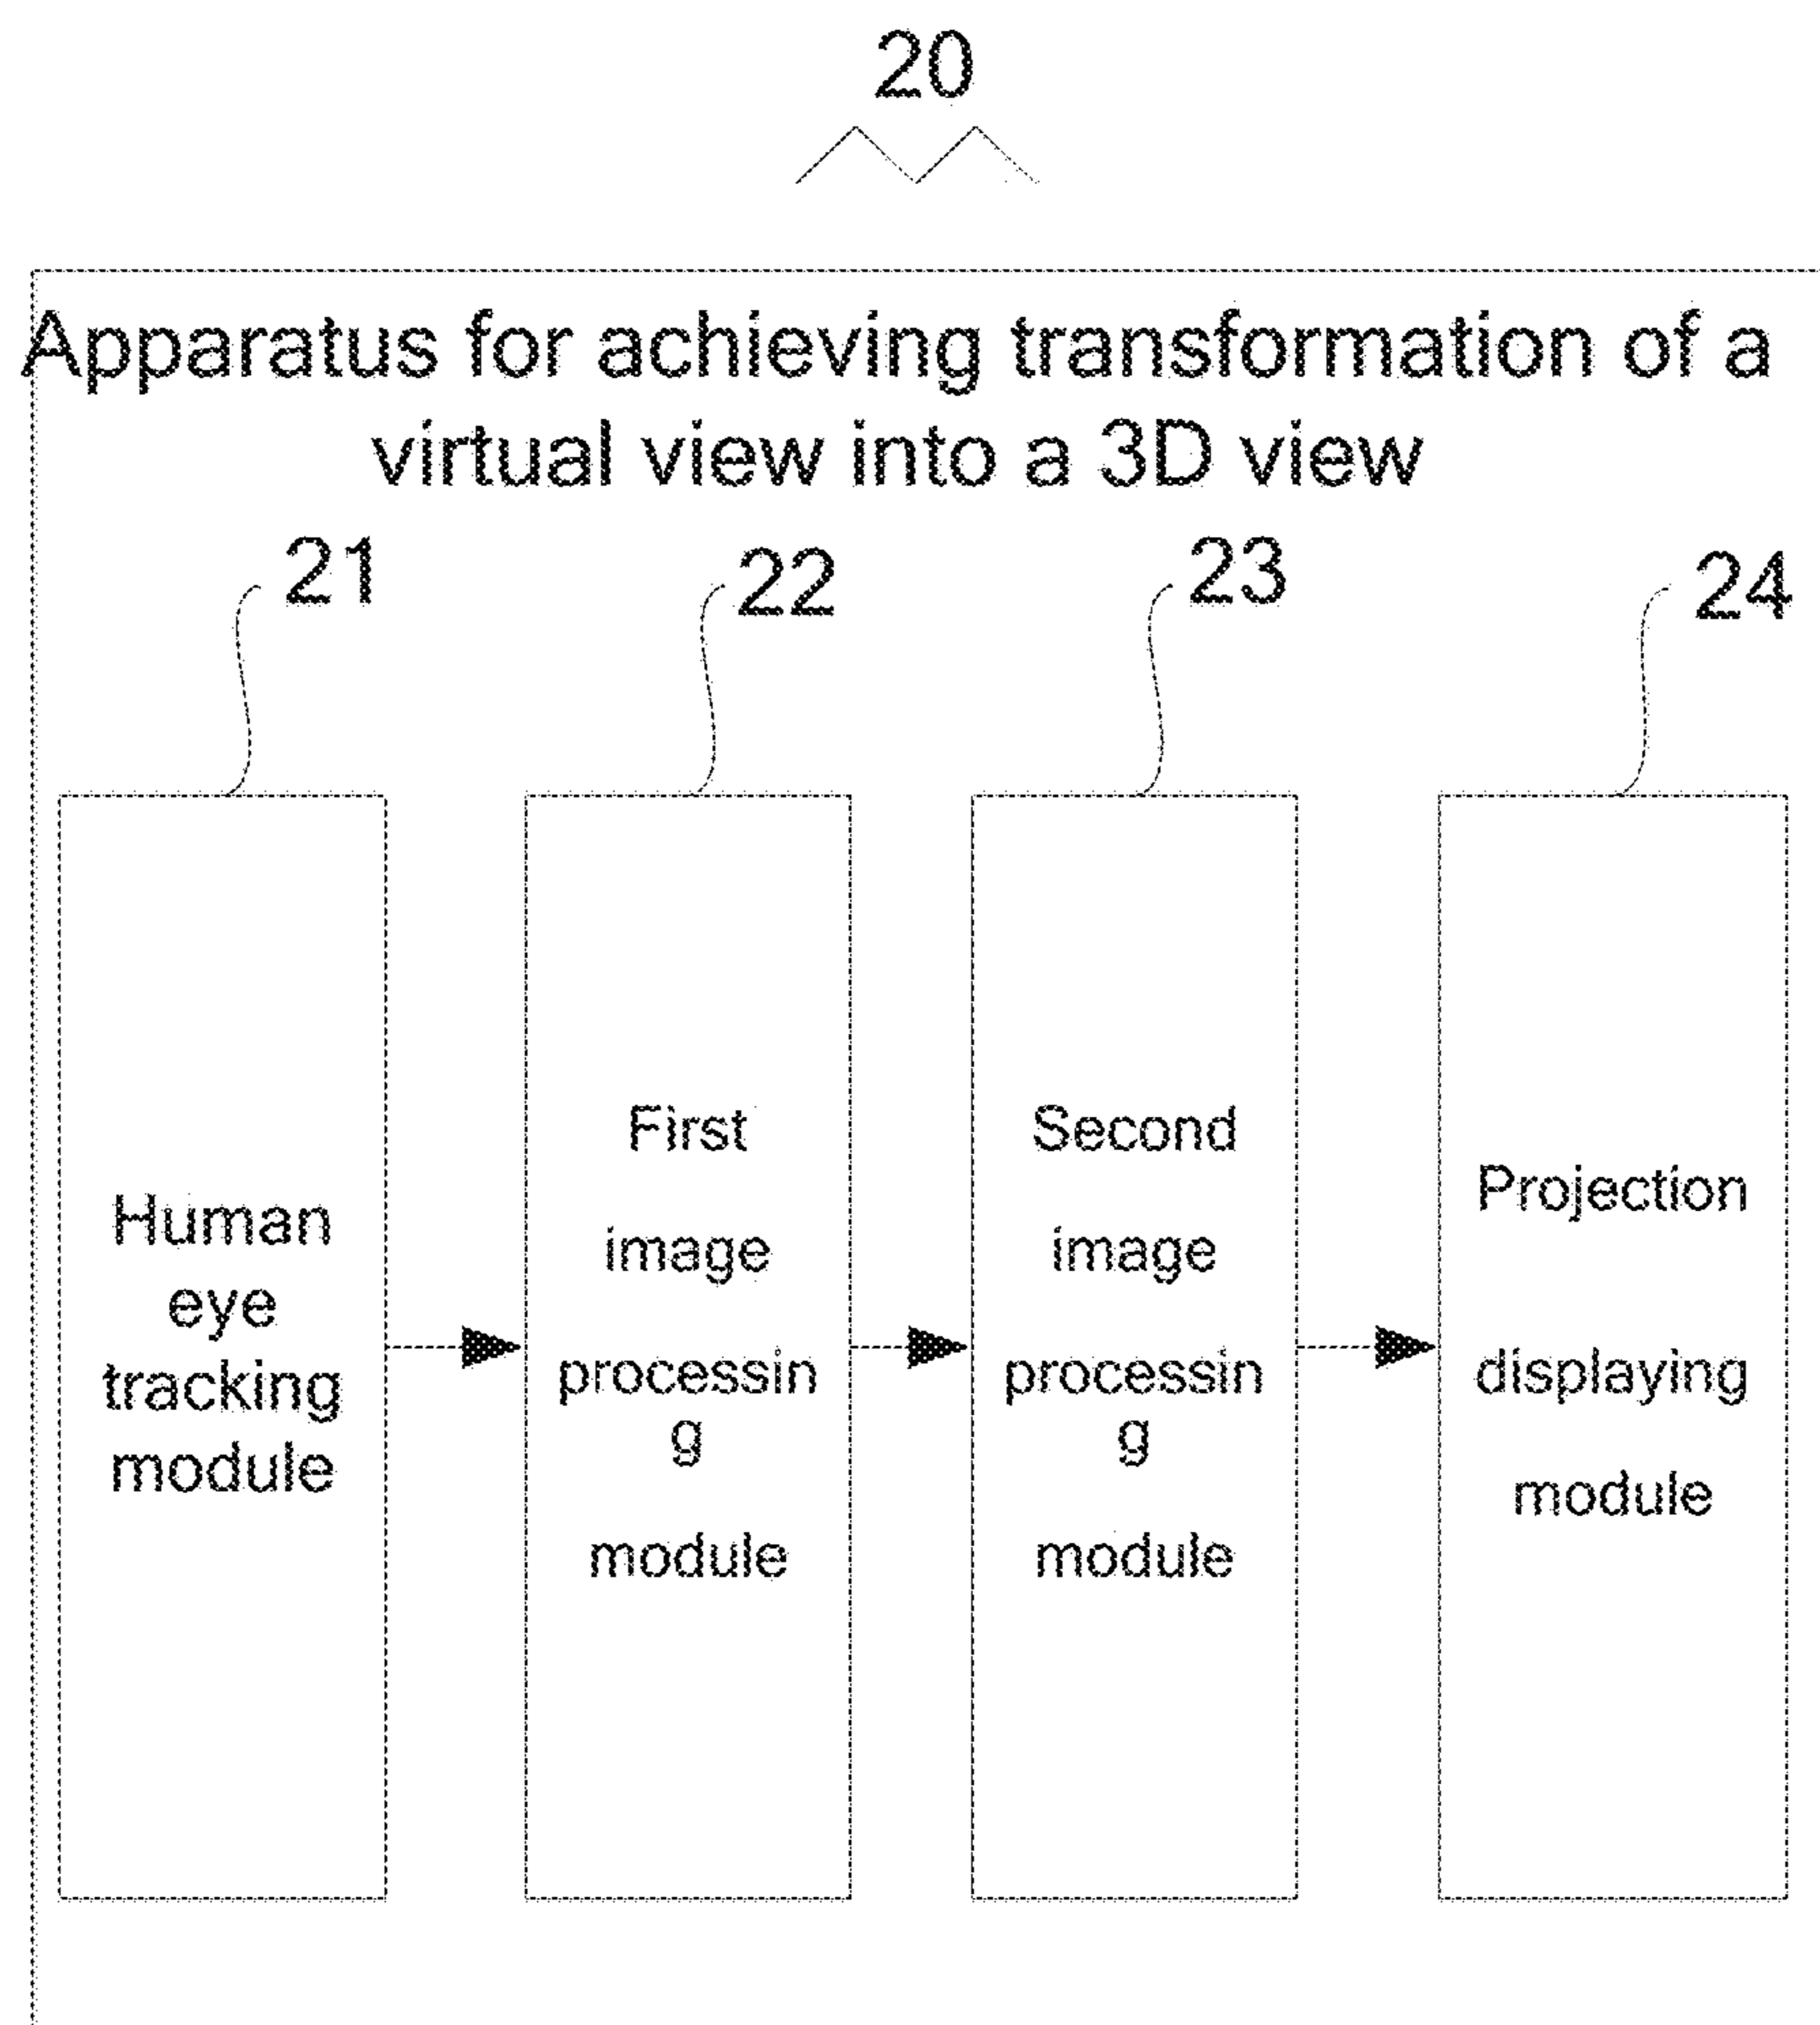 20
Apparatus for achieving transformation of a
virtual view into a 3D view
21
22
23
24
Human
eye
tracking
module
First
image
processin
g
module
Second
image
processin
g
module
Projection
displaying
module